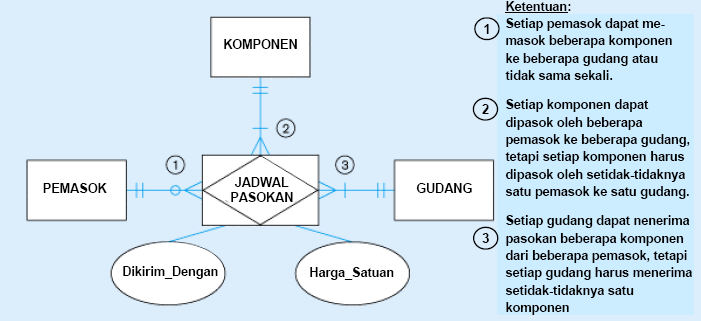 KOMPONEN
2
1
3
PEMASOK
JADWAL
PASOKAN
GUDANG
Dikirim_Dengan
Harga_Satuan
Ketentuan:
1
Setiap pemasok dapat me-
masok beberapa komponen
ke beberapa gudang atau
tidak sama sekali.
2
Setiap komponen dapat
dipasok oleh beberapa
pemasok ke beberapa gudang,
tetapi setiap komponen harus
dipasok oleh setidak-tidaknya
satu pemasok ke satu gudang.
3
Setiap gudang dapat nenerima
pasokan beberapa komponen
dari beberapa pemasok, tetapi
setiap gudang harus menerima
setidak-tidaknya satu
komponen